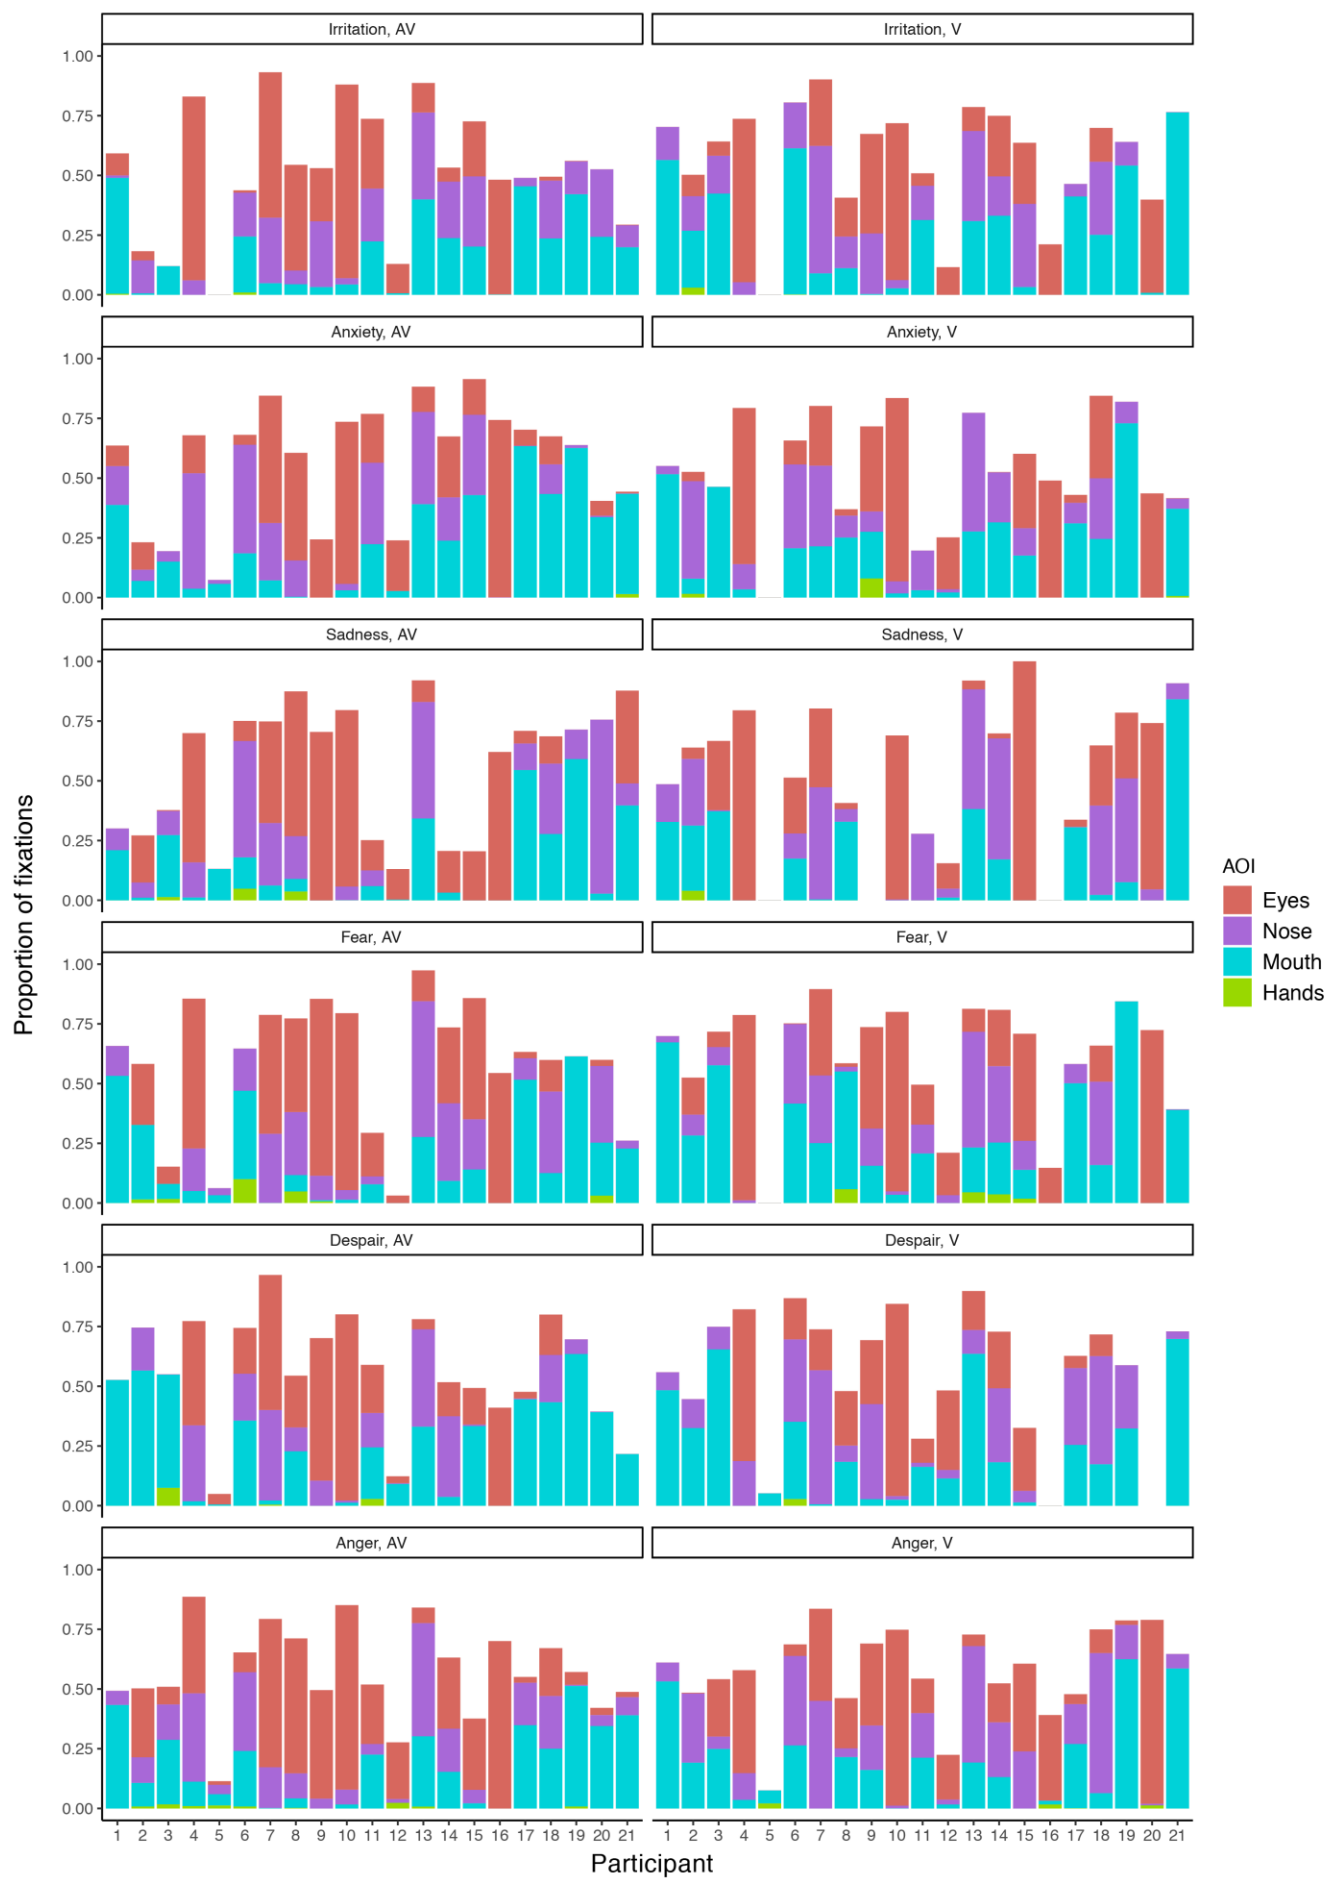 Irritation, AV
Irritation, V
1.00
0.75
0.50
0.25
0.00
Anxiety, AV
Anxiety, V
1.00
0.75
0.50
0.25
0.00
Sadness, AV
Sadness, V
1.00
0.75
0.50
0.25
0.00
Fear, AV
Fear, V
1.00
0.75
0.50
0.25
0.00
Despair, AV
Despair, V
1.00
0.75
0.50
0.25
0.00
Anger, AV
Anger, V
1.00
0.75
0.50
0.25
0.00
1 2 3 4 5 6 7 8 9 10 11 12 13 14 15 16 17 18 19 20 21
1 2 3 4 5 6 7 8 9 10 11 12 13 14 15 16 17 18 19 20 21
Participant
Proportion of fixations
AOI
Eyes
Nose
Mouth
Hands